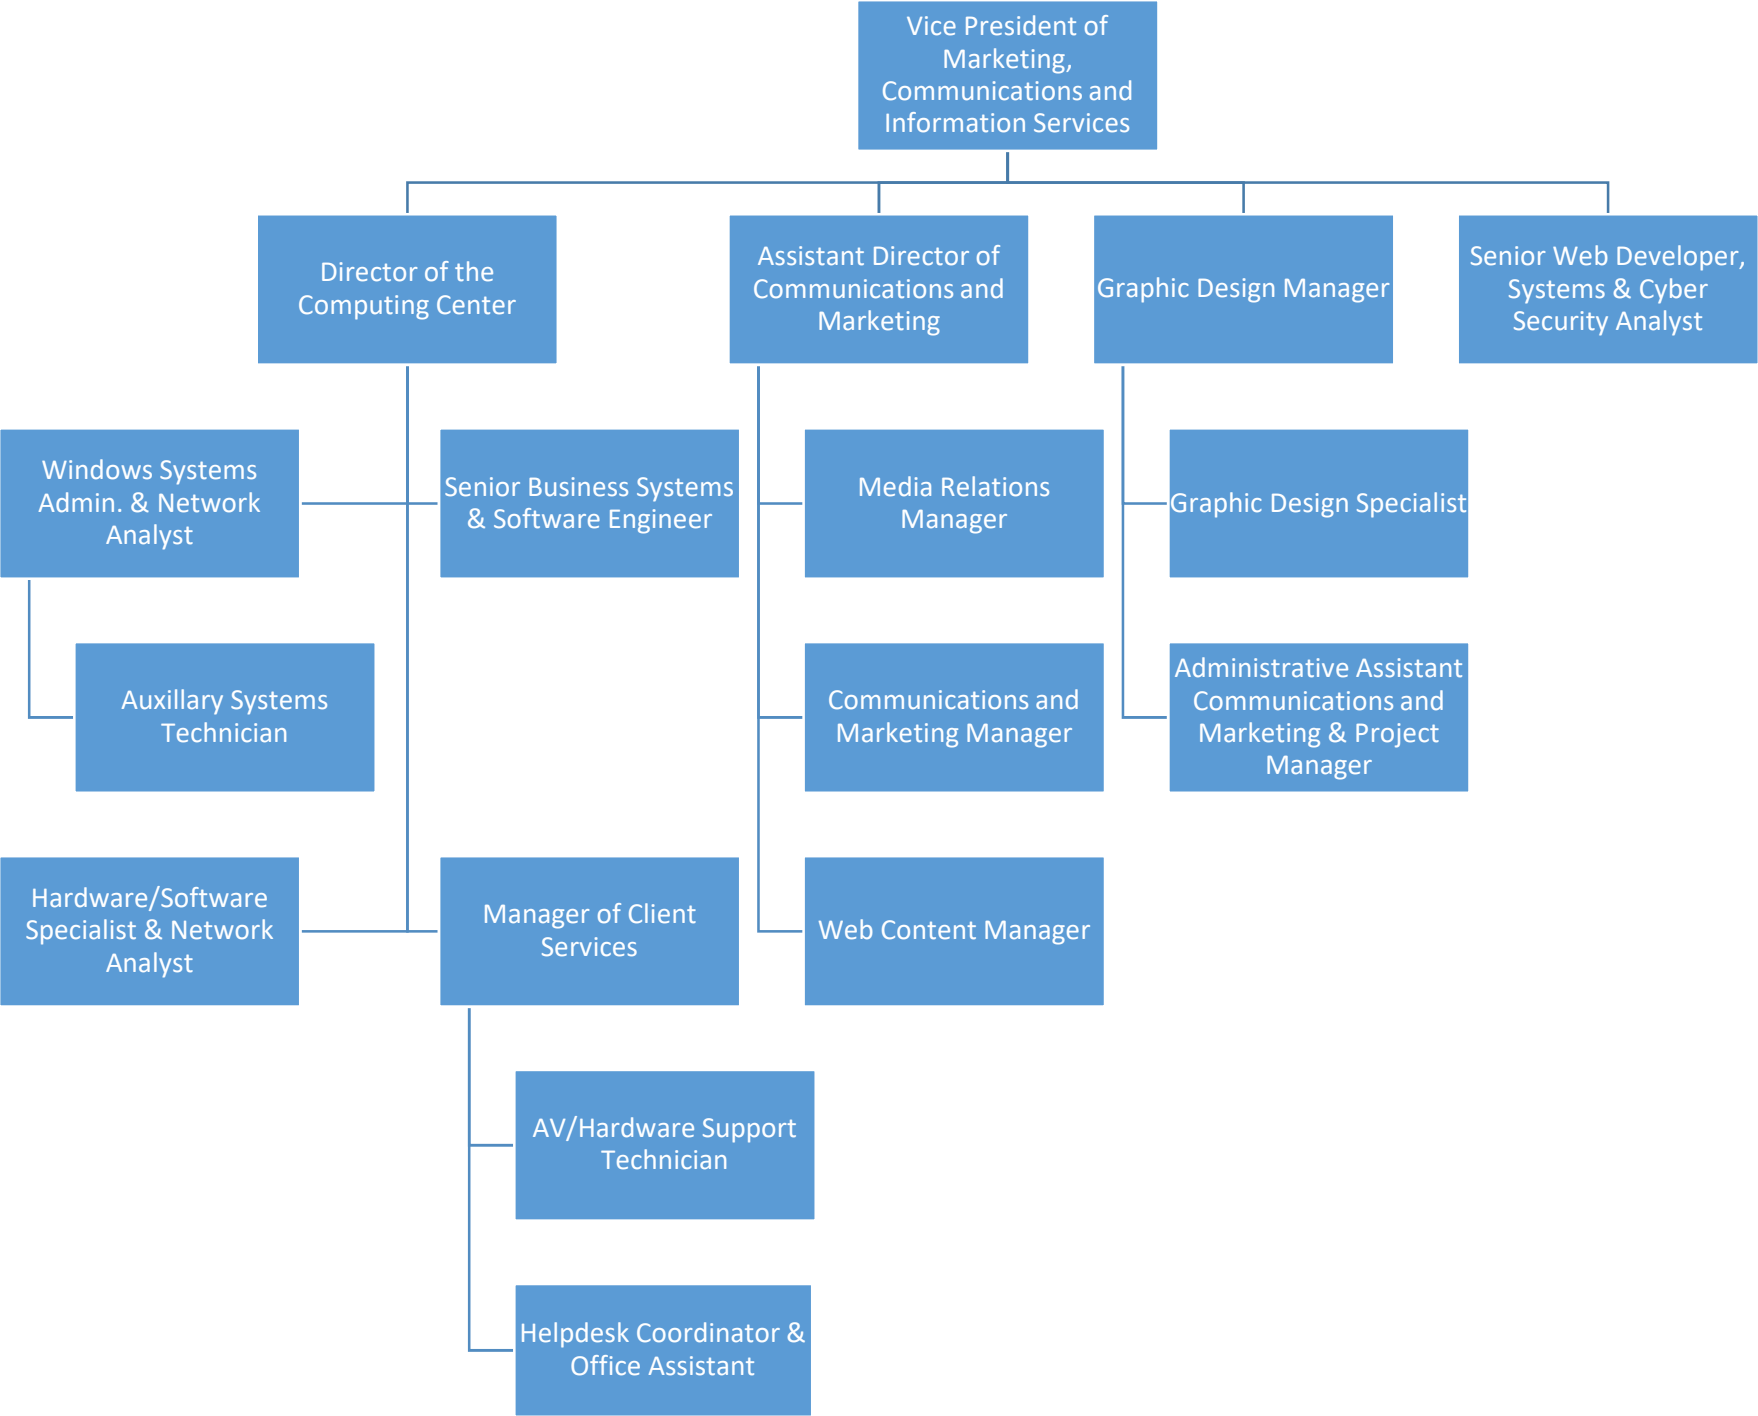 Vice President of
Marketing,
Communications and
Information Services
Director of the
Computing Center
Assistant Director of
Communications and
Marketing
Graphic Design Manager
Senior Web Developer,
Systems & Cyber
Security Analyst
Windows Systems
Admin. & Network
Analyst
Senior Business Systems
& Software Engineer
Media Relations
Manager
Graphic Design Specialist
Auxillary Systems
Technician
Communications and
Marketing Manager
Administrative Assistant
Communications and
Marketing & Project
Manager
Hardware/Software
Specialist & Network
Analyst
Manager of Client
Services
Web Content Manager
AV/Hardware Support
Technician
Helpdesk Coordinator &
Office Assistant